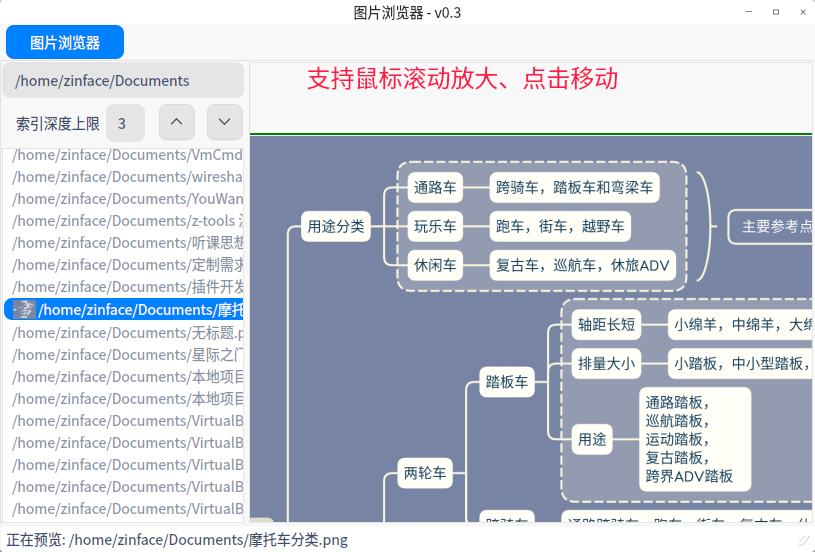 图片浏览器 - v0.3
图片浏览器
/home/zinface/Documents
支持鼠标滚动放大、点击移动
索引深度上限 3
/home/zinface/Documents/VmCmd
/home/zinface/Documents/wiresha
/home/zinface/Documents/YouWan
/home/zinface/Documents/z-tools
/home/zinface/Documents/听课思想
/home/zinface/Documents/定制需求
/home/zinface/Documents/插件开发
/home/zinface/Documents/摩托
/home/zinface/Documents/无标题.p
/home/zinface/Documents/星际之门
/home/zinface/Documents/本地项目
/home/zinface/Documents/本地项目
/home/zinface/Documents/VirtualB
/home/zinface/Documents/VirtualB
/home/zinface/Documents/VirtualB
/home/zinface/Documents/VirtualB
/home/zinface/Documents/VirtualB
用途分类
通路车 跨骑车，踏板车和弯梁车
玩乐车 跑车，街车，越野车
休闲车 复古车，巡航车，休旅ADV
主要参考点
两轮车
踏板车
轴距长短 小绵羊，中绵羊，大绵
排量大小 小踏板，中小型踏板，
用途
通路踏板，
巡航踏板，
运动踏板，
复古踏板，
跨界ADV踏板
正在预览: /home/zinface/Documents/摩托车分类.png